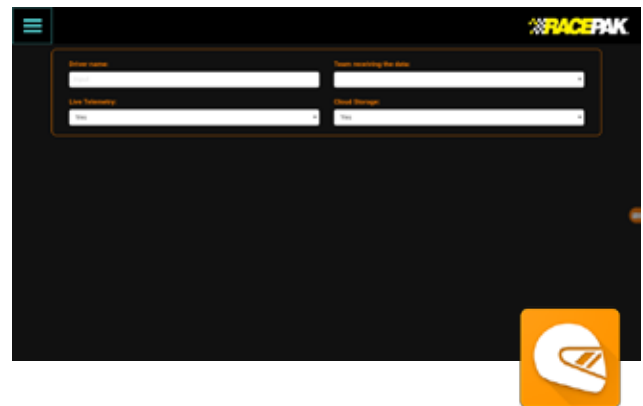 RACEPAK
Driver name:
Team receiving the data:
Live Telemetry:
Cloud Storage:
Yes
Yes